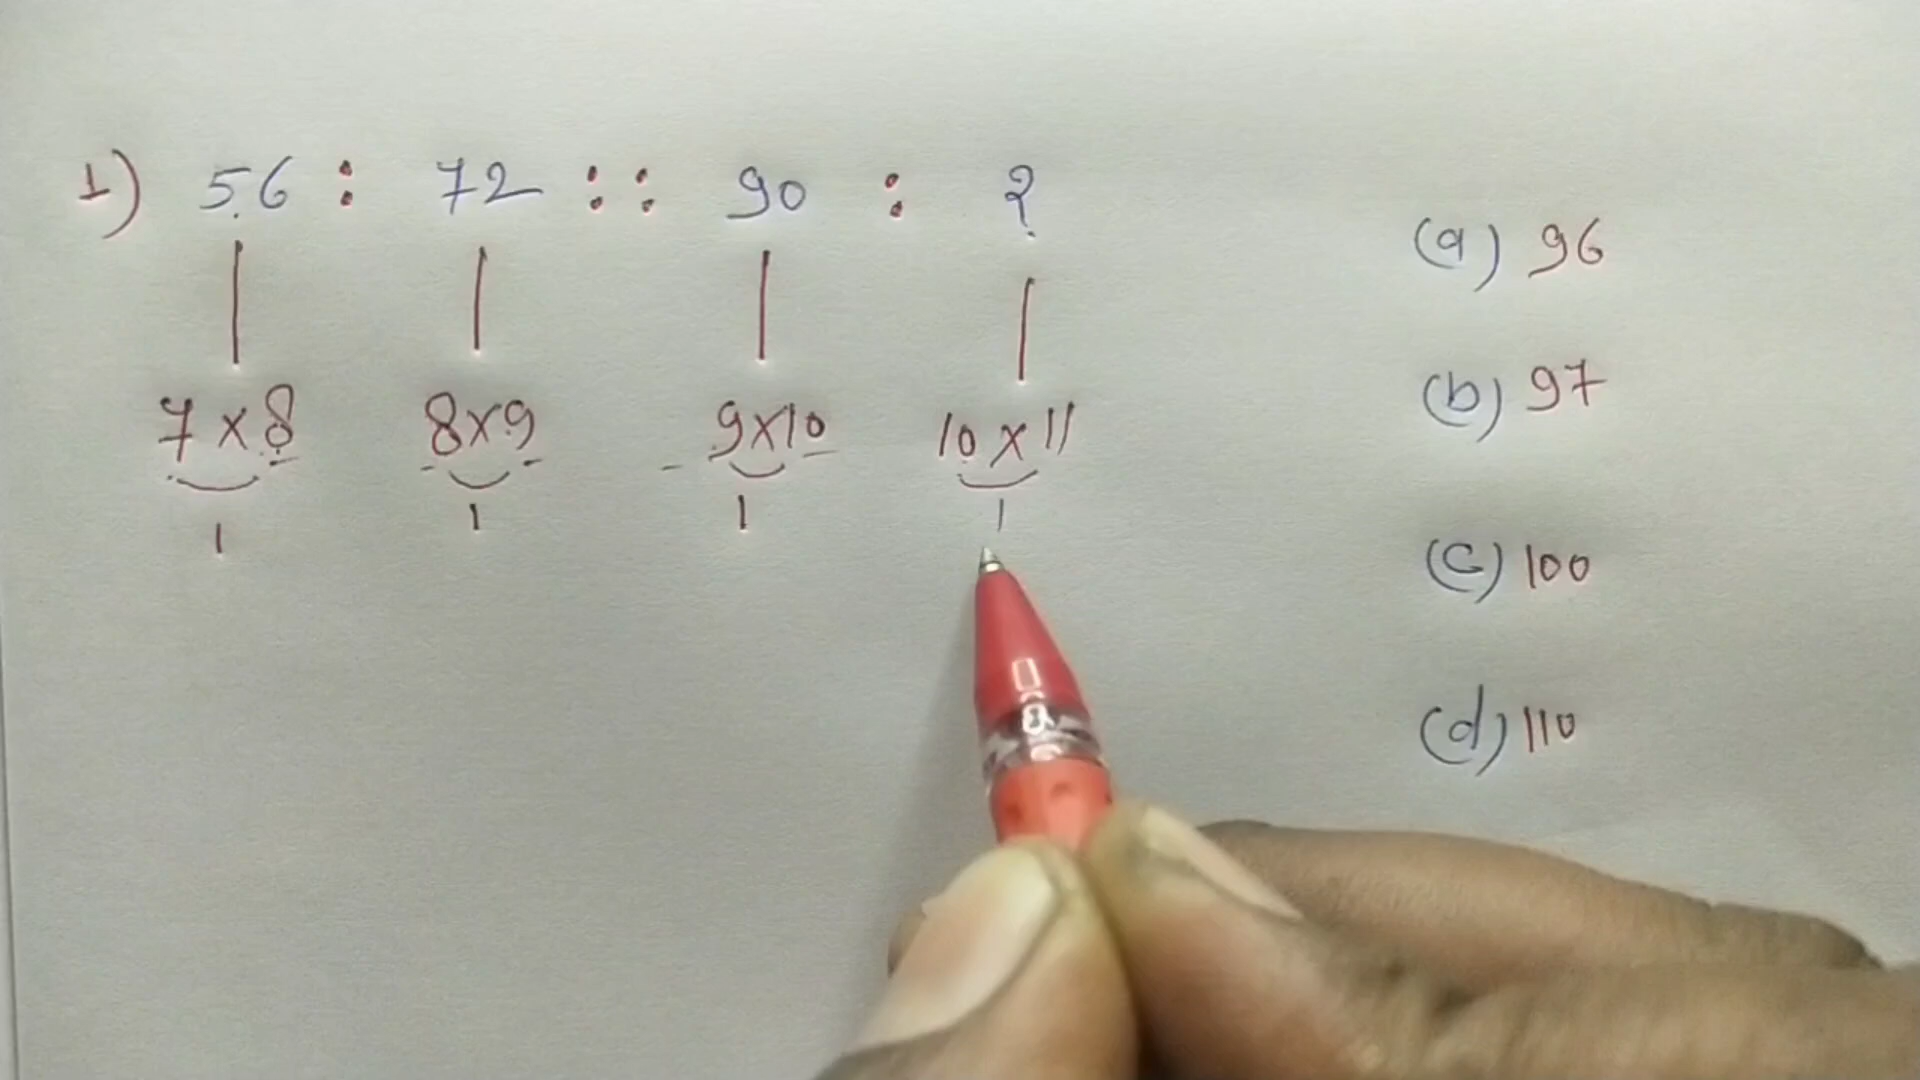 1) 56 : 72 :: 90 : ?
7 x 8 8x9 9x10 10 x 11
1 1 1 1
(a) 96
(b) 97
(c) 100
(d) 110